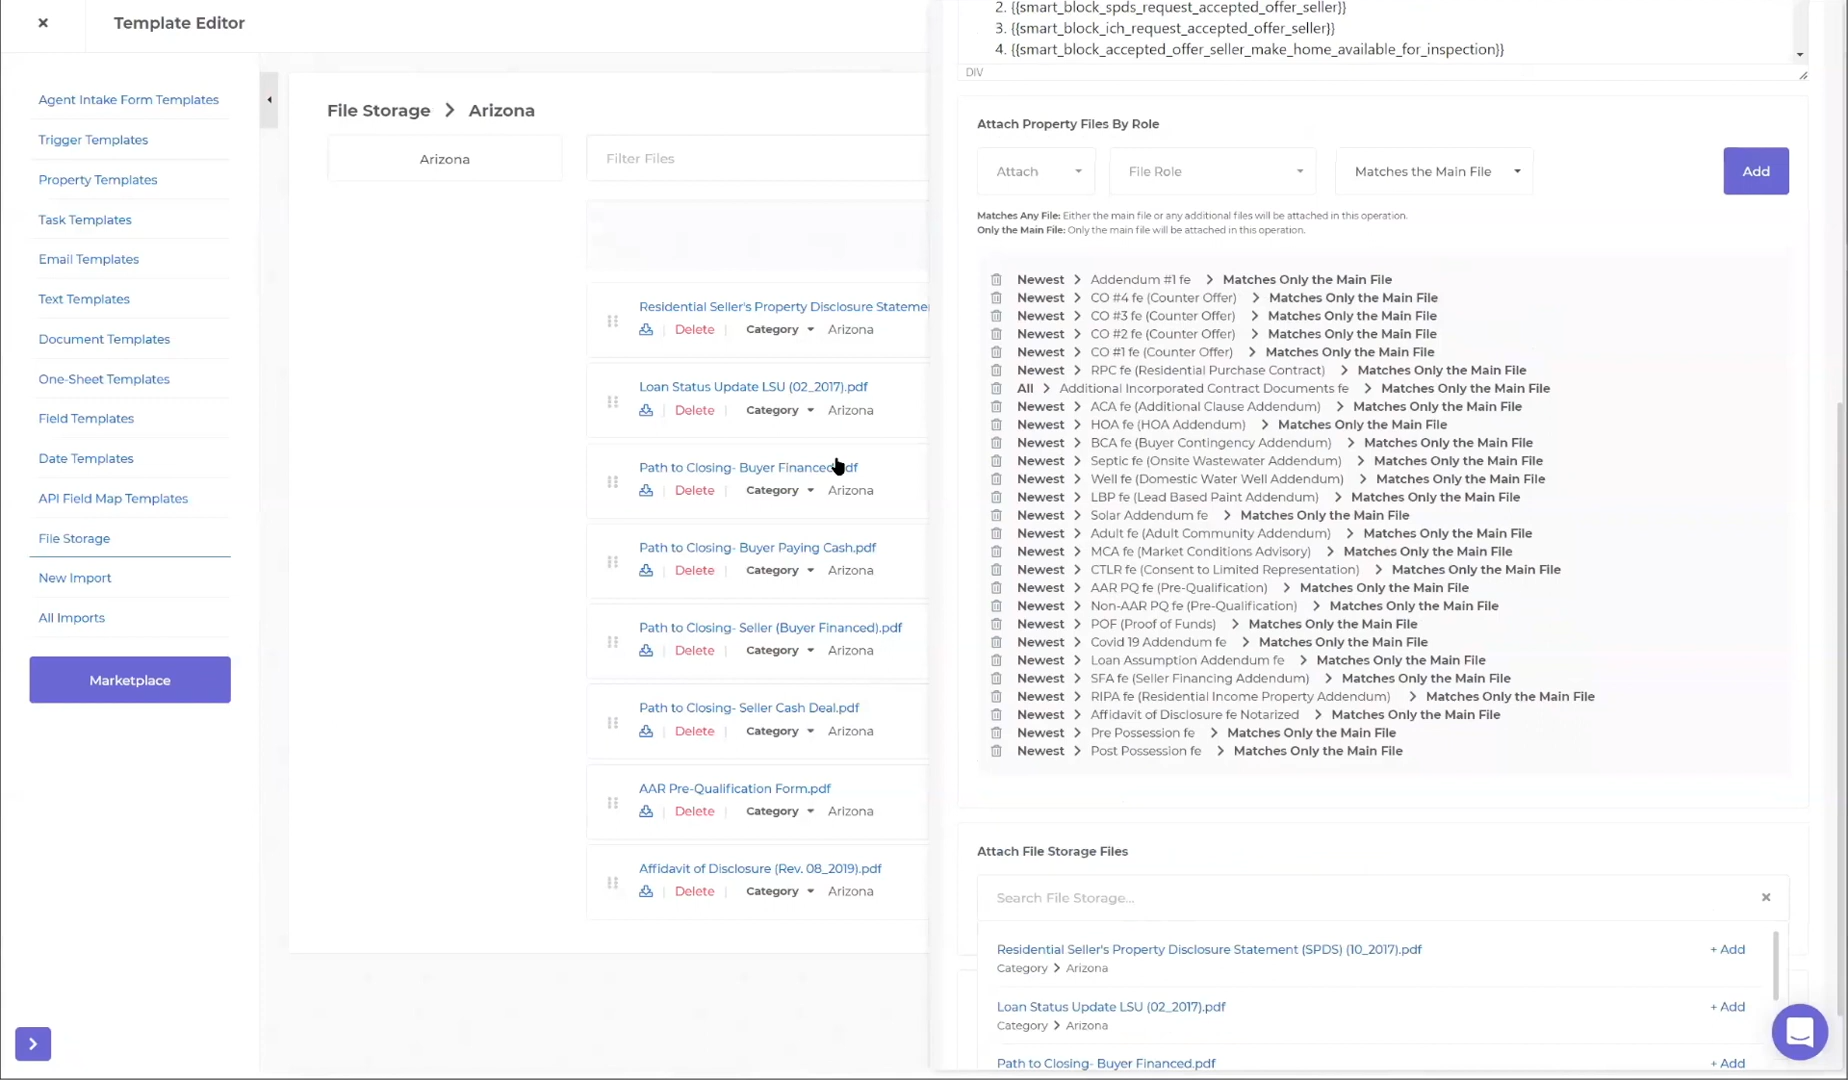 Template Editor
Agent Intake Form Templates
Trigger Templates
Property Templates
Task Templates
Email Templates
Text Templates
Document Templates
One-Sheet Templates
Field Templates
Date Templates
API Field Map Templates
File Storage
New Import
All Imports
Marketplace
File Storage > Arizona
Arizona
Filter Files
Residential Seller's Property Disclosure Stateme
Delete | Category Arizona
Loan Status Update LSU (02_2017).pdf
Delete | Category Arizona
Path to Closing- Buyer Financed.pdf
Delete | Category Arizona
Path to Closing- Buyer Paying Cash.pdf
Delete | Category Arizona
Path to Closing- Seller (Buyer Financed).pdf
Delete | Category Arizona
Path to Closing- Seller Cash Deal.pdf
Delete | Category Arizona
AAR Pre-Qualification Form.pdf
Delete | Category Arizona
Affidavit of Disclosure (Rev. 08_2019).pdf
Delete | Category Arizona
2. {{smart_block_spds_request_accepted_offer_seller}}
3. {{smart_block_ich_request_accepted_offer_seller}}
4. {{smart_block_accepted_offer_seller_make_home_available_for_inspection}}
DIV
Attach Property Files By Role
Attach File Role Matches the Main File Add
Matches Any File: Either the main file or any additional files will be attached in this operation.
Only the Main File: Only the main file will be attached in this operation.
Newest > Addendum #1 fe > Matches Only the Main File
Newest > CO #4 fe (Counter Offer) > Matches Only the Main File
Newest > CO #3 fe (Counter Offer) > Matches Only the Main File
Newest > CO #2 fe (Counter Offer) > Matches Only the Main File
Newest > CO #1 fe (Counter Offer) > Matches Only the Main File
Newest > RPC fe (Residential Purchase Contract) > Matches Only the Main File
All > Additional Incorporated Contract Documents fe > Matches Only the Main File
Newest > ACA fe (Additional Clause Addendum) > Matches Only the Main File
Newest > HOA fe (HOA Addendum) > Matches Only the Main File
Newest > BCA fe (Buyer Contingency Addendum) > Matches Only the Main File
Newest > Septic fe (Onsite Wastewater Addendum) > Matches Only the Main File
Newest > Well fe (Domestic Water Well Addendum) > Matches Only the Main File
Newest > LBP fe (Lead Based Paint Addendum) > Matches Only the Main File
Newest > Solar Addendum fe > Matches Only the Main File
Newest > Adult fe (Adult Community Addendum) > Matches Only the Main File
Newest > MCA fe (Market Conditions Advisory) > Matches Only the Main File
Newest > CTLR fe (Consent to Limited Representation) > Matches Only the Main File
Newest > AAR PQ fe (Pre-Qualification) > Matches Only the Main File
Newest > Non-AAR PQ fe (Pre-Qualification) > Matches Only the Main File
Newest > POF (Proof of Funds) > Matches Only the Main File
Newest > Covid 19 Addendum fe > Matches Only the Main File
Newest > Loan Assumption Addendum fe > Matches Only the Main File
Newest > SFA fe (Seller Financing Addendum) > Matches Only the Main File
Newest > RIPA fe (Residential Income Property Addendum) > Matches Only the Main File
Newest > Affidavit of Disclosure fe Notarized > Matches Only the Main File
Newest > Pre Possession fe > Matches Only the Main File
Newest > Post Possession fe > Matches Only the Main File
Attach File Storage Files
Search File Storage...
Residential Seller's Property Disclosure Statement (SPDS) (10_2017).pdf + Add
Category > Arizona
Loan Status Update LSU (02_2017).pdf + Add
Category > Arizona
Path to Closing- Buyer Financed.pdf + Add